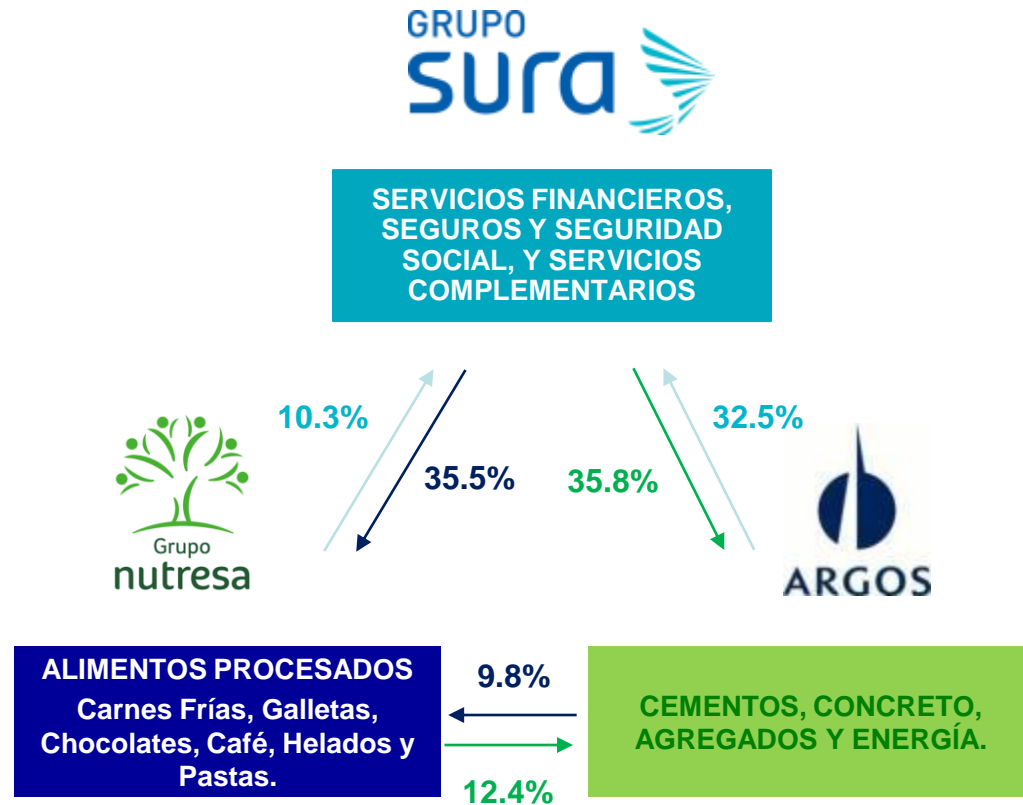 GRUPO
sura
SERVICIOS FINANCIEROS,
SEGUROS Y SEGURIDAD
SOCIAL, Y SERVICIOS
COMPLEMENTARIOS
10.3%
32.5%
35.5%
35.8%
Grupo
nutresa
ARGOS
ALIMENTOS PROCESADOS
Carnes Frías, Galletas,
Chocolates, Café, Helados y
Pastas.
9.8%
12.4%
CEMENTOS, CONCRETO,
AGREGADOS Y ENERGÍA.